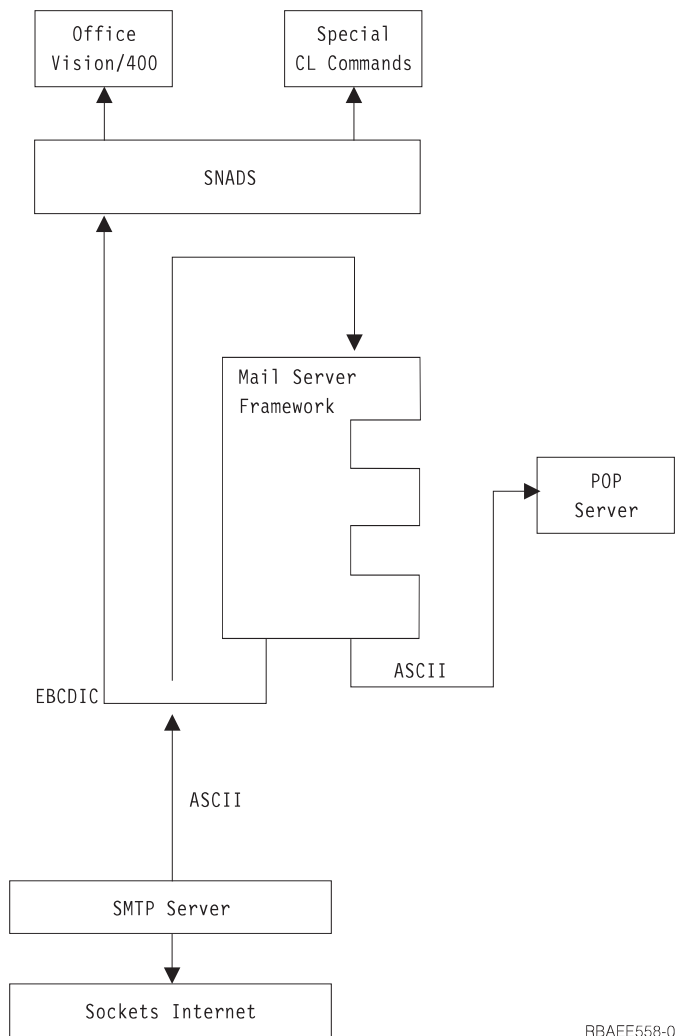 Office
Vision/400
Special
CL Commands
SNADS
Mail Server
Framework
POP
Server
ASCII
EBCDIC
ASCII
SMTP Server
Sockets Internet
RBAFE558-0